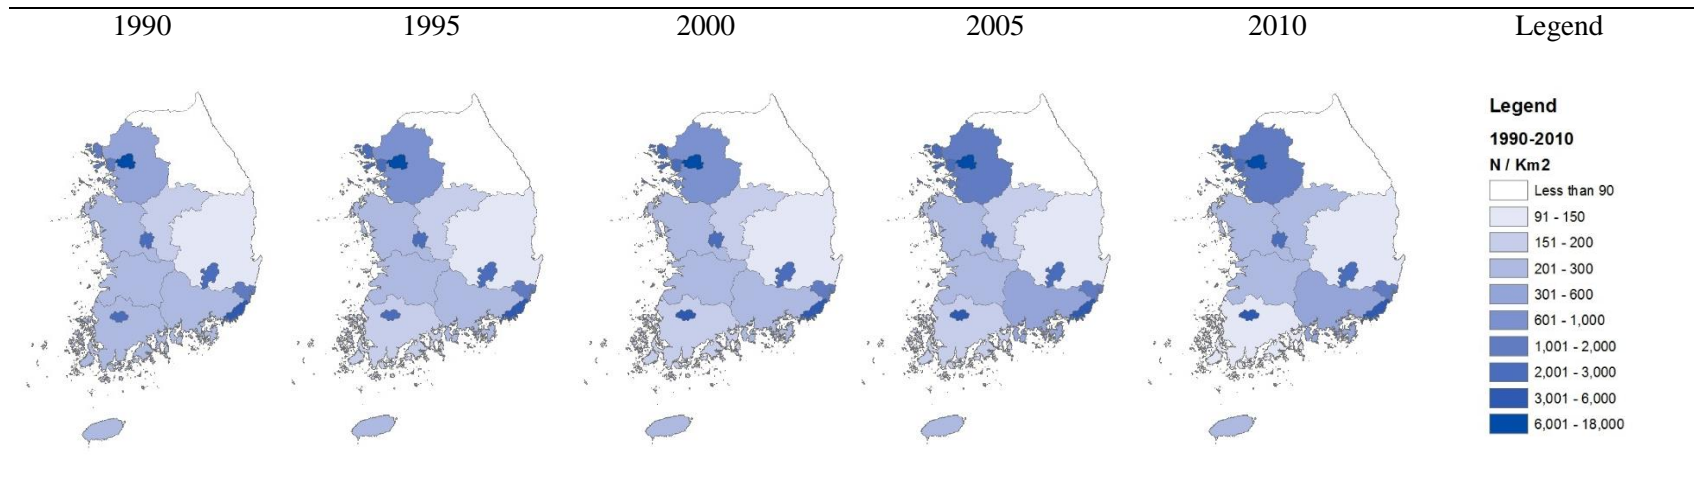 1990 1995 2000 2005 2010 Legend
Legend
1990-2010
N / Km2
Less than 90
91 - 150
151 - 200
201 - 300
301 - 600
601 - 1,000
1,001 - 2,000
2,001 - 3,000
3,001 - 6,000
6,001 - 18,000